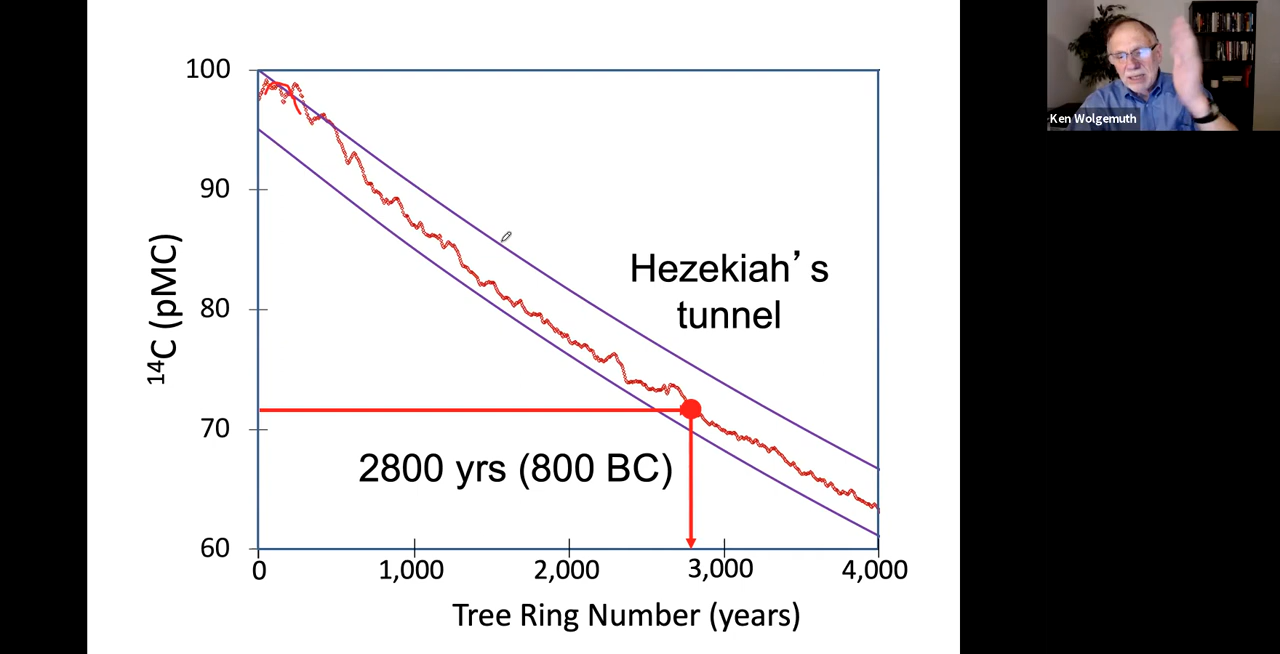 100
90
80
70
60
¹⁴C (pMC)
Hezekiah's
tunnel
2800 yrs (800 BC)
0
1,000
2,000
3,000
4,000
Tree Ring Number (years)
Ken Wolgemuth